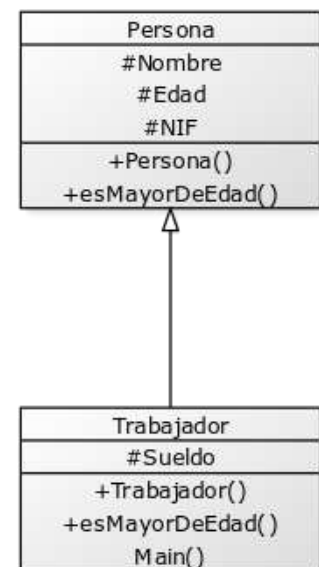 Persona
#Nombre
#Edad
#NIF
+Persona()
+esMayorDeEdad()
Trabajador
#Sueldo
+Trabajador()
+esMayorDeEdad()
Main()